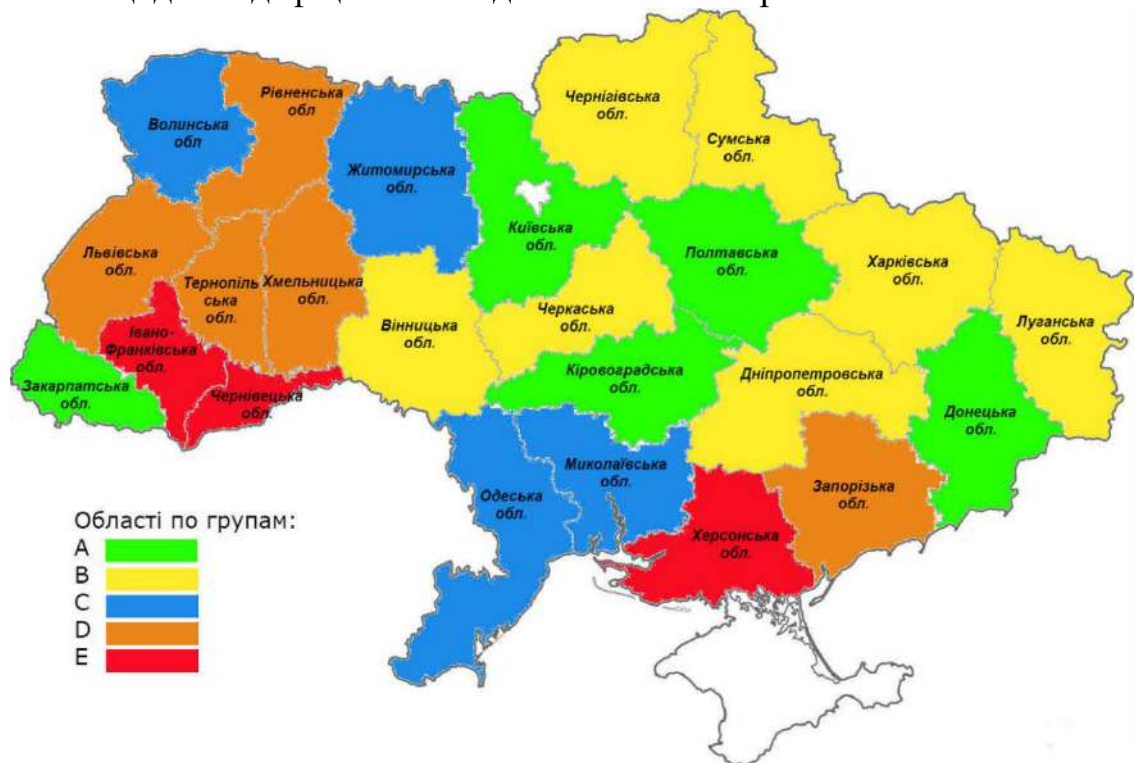 Рівненська
обл
Чернігівська
обл.
Волинська
обл
Сумська
обл.
Житомирська
обл.
Київська
обл.
Полтавська
обл.
Харківська
обл.
Львівська
обл.
Тернопіль
ська
обл.
Хмельницька
обл.
Вінницька
обл.
Черкаська
обл.
Луганська
обл.
Івано-
Франківська
обл.
Кіровоградська
обл.
Дніпропетровська
обл.
Закарпатська
обл.
Чернівецька
обл.
Донецька
обл.
Миколаївська
обл.
Одеська
обл.
Запорізька
обл.
Херсонська
обл.
Області по групам:
A
B
C
D
E